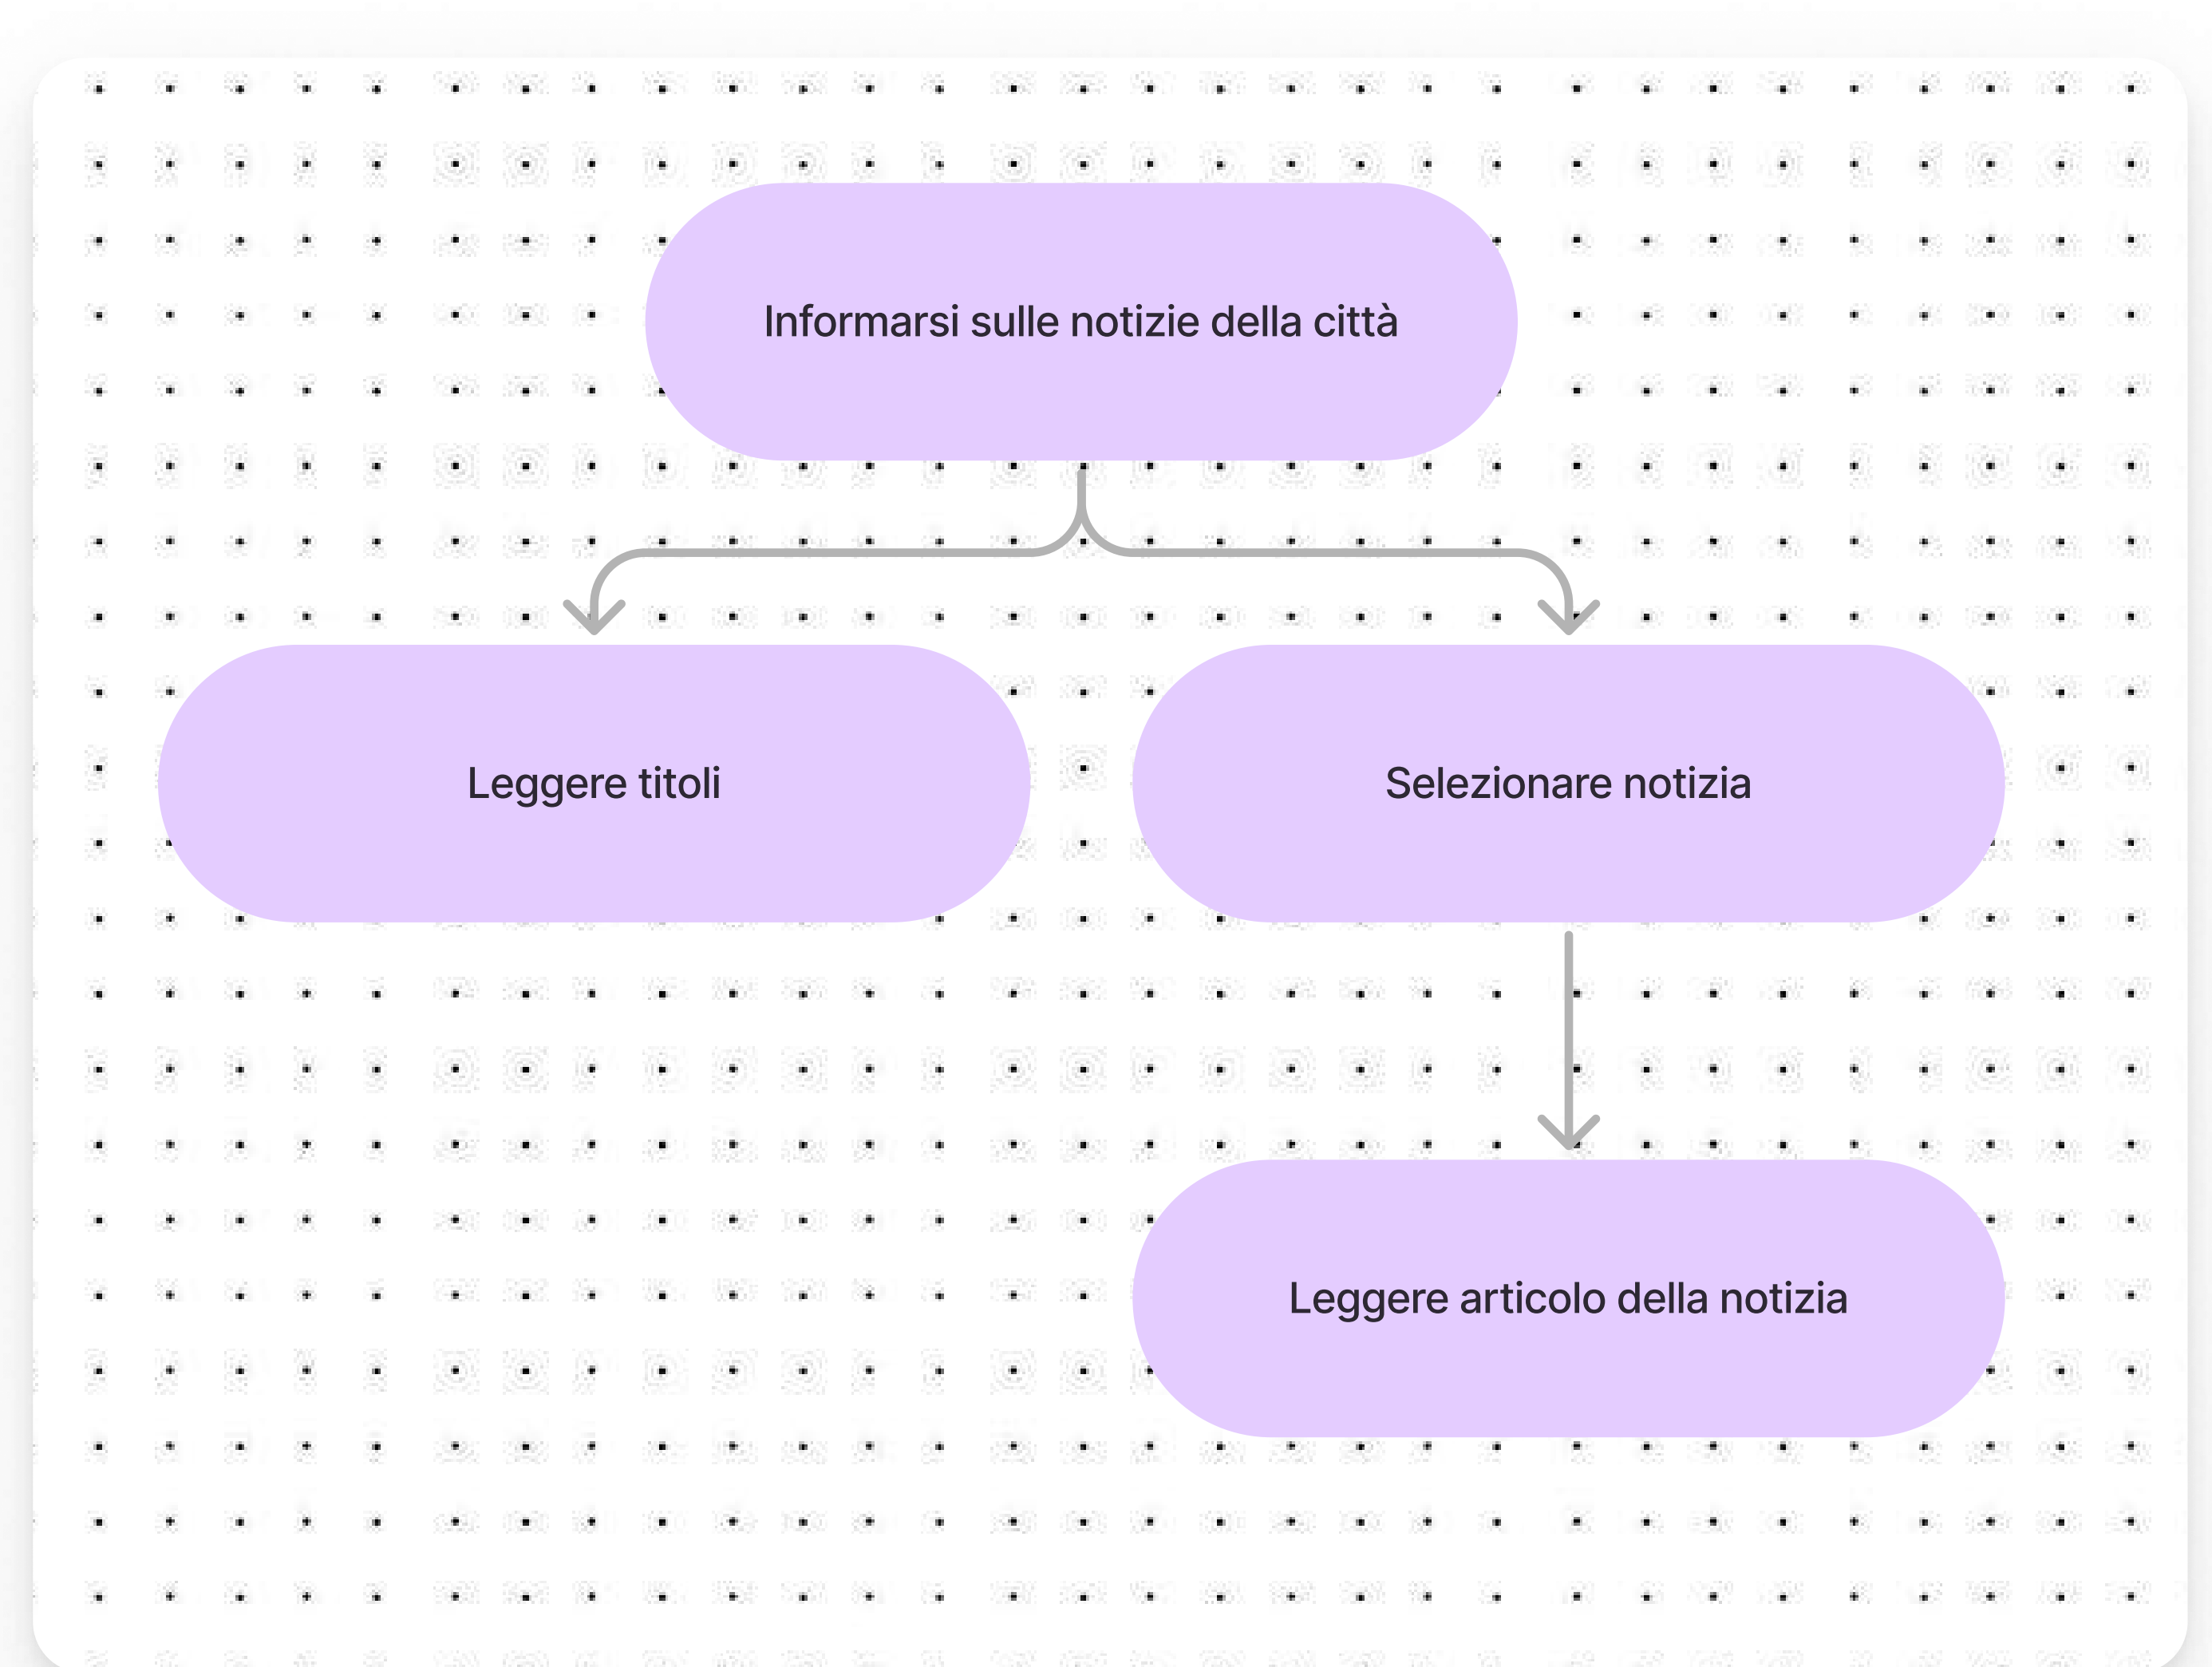 Informarsi sulle notizie della città
Leggere titoli
Selezionare notizia
Leggere articolo della notizia